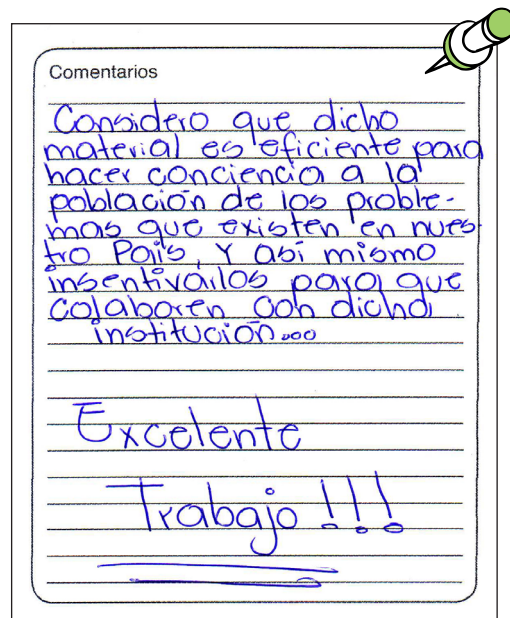 Comentarios
Considero que dicho
material es eficiente para
hacer conciencia a la
población de los proble-
mas que existen en nues-
tro País, Y así mismo
insentivarlos para que
colaboren con dicha
institución...
Excelente
Trabajo!!!